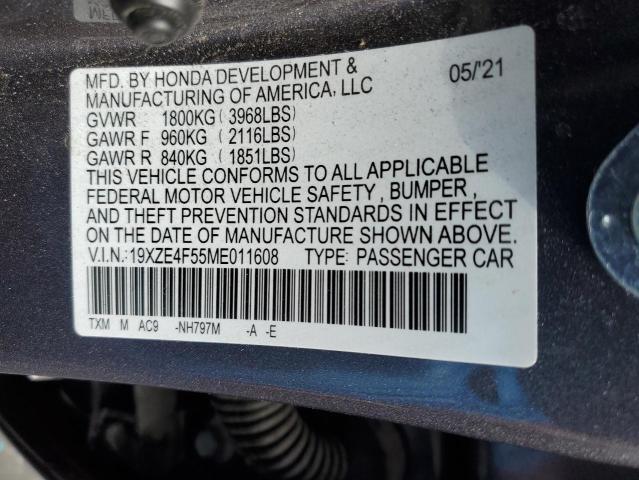 MFD. BY HONDA DEVELOPMENT & 05/'21
MANUFACTURING OF AMERICA, LLC
GVWR 1800KG ( 3968LBS)
GAWR F 960KG ( 2116LBS)
GAWR R 840KG ( 1851LBS)
THIS VEHICLE CONFORMS TO ALL APPLICABLE
FEDERAL MOTOR VEHICLE SAFETY , BUMPER ,
AND THEFT PREVENTION STANDARDS IN EFFECT
ON THE DATE OF MANUFACTURE SHOWN ABOVE.
V.I.N.: 19XZE4F55ME011608 TYPE: PASSENGER CAR
TXM M AC9 -NH797M -A -E